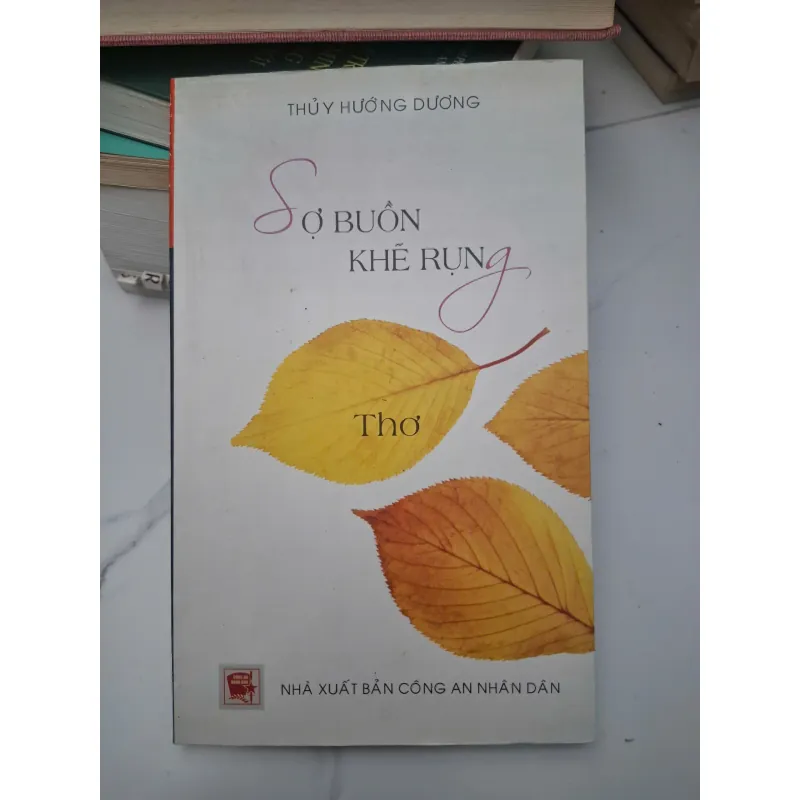 THỦY HƯỚNG DƯƠNG
SỢ BUỒN
KHẼ RỤNg
Thơ
NHÀ XUẤT BẢN CÔNG AN NHÂN DÂN
R